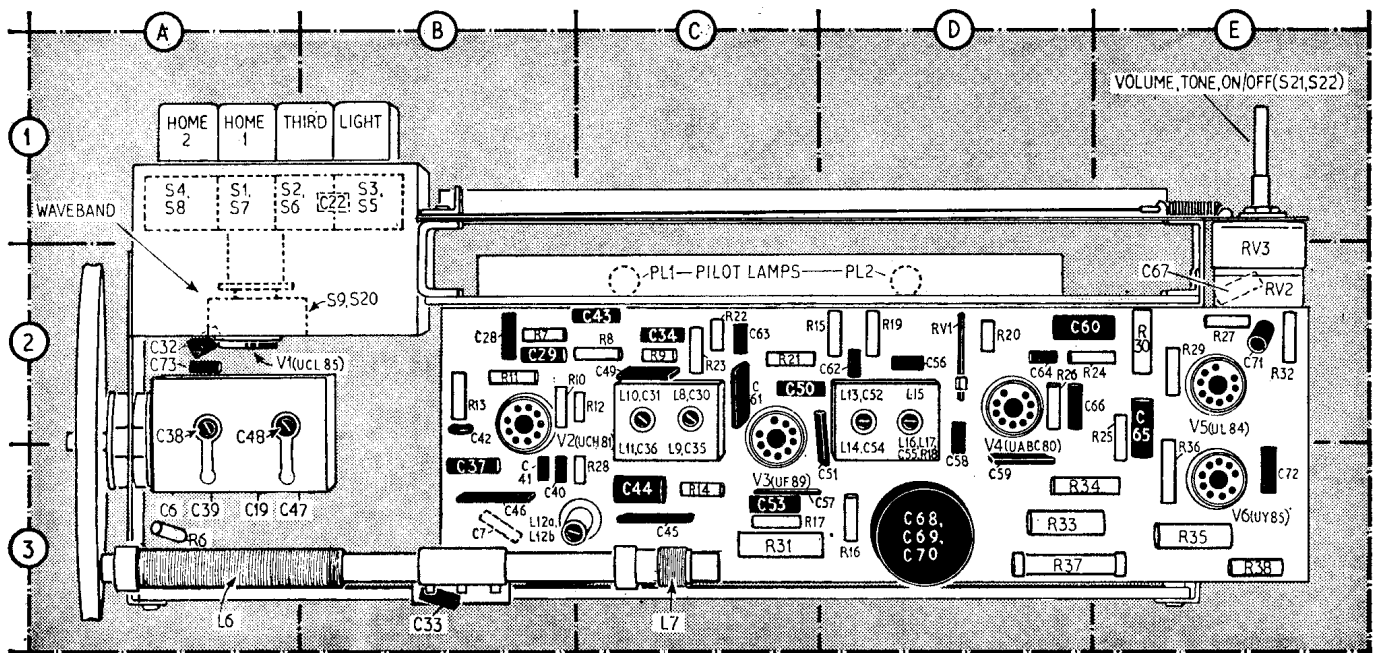 A B C D E
VOLUME, TONE, ON/OFF (S21, S22)
1
HOME 2
HOME 1
THIRD
LIGHT
S4, S8
S1, S7
S2, S6
C22
S3, S5
WAVEBAND
S9, S20
PL1 — PILOT LAMPS — PL2
RV3
C67
RV2
2
C32
C73
V1 (UCL 85)
C28
R7
C43
C29
R8
C34
R9
R22
C63
R23
R21
R15
R19
RV1
R20
C60
R30
R27
C71
R32
C62
C56
C64
R26
R24
R29
R11
R10
R13
R12
C49
C61
C50
L10, C31
L8, C30
L11, C36
L9, C35
L13, C52
L15
L14, C54
L16, L17,
C55, R18
C66
C65
R25
C42
V2 (UCH 81)
C38
C48
V4 (UABC80)
V5 (UL 84)
C37
C41
C40
R28
V3 (UF 89)
C51
C58
C59
R36
C72
V6 (UY 85)
C44
R14
C57
R34
C6
C39
C19
C47
C46
C53
3
R6
C7
L12a,
L12b
C45
R17
R31
R16
C68,
C69,
C70
R33
R35
R37
R38
L6
C33
L7